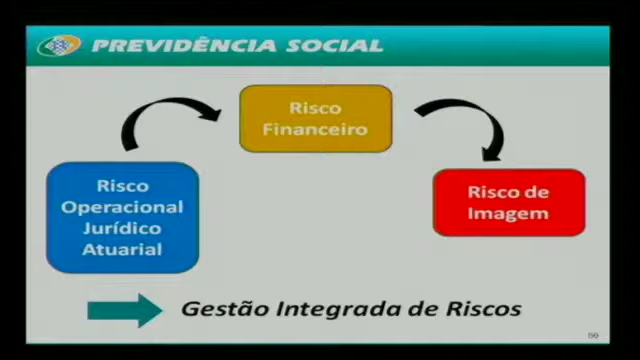 PREVIDÊNCIA SOCIAL
Risco
Financeiro
Risco
Operacional
Jurídico
Atuarial
Risco de
Imagem
Gestão Integrada de Riscos